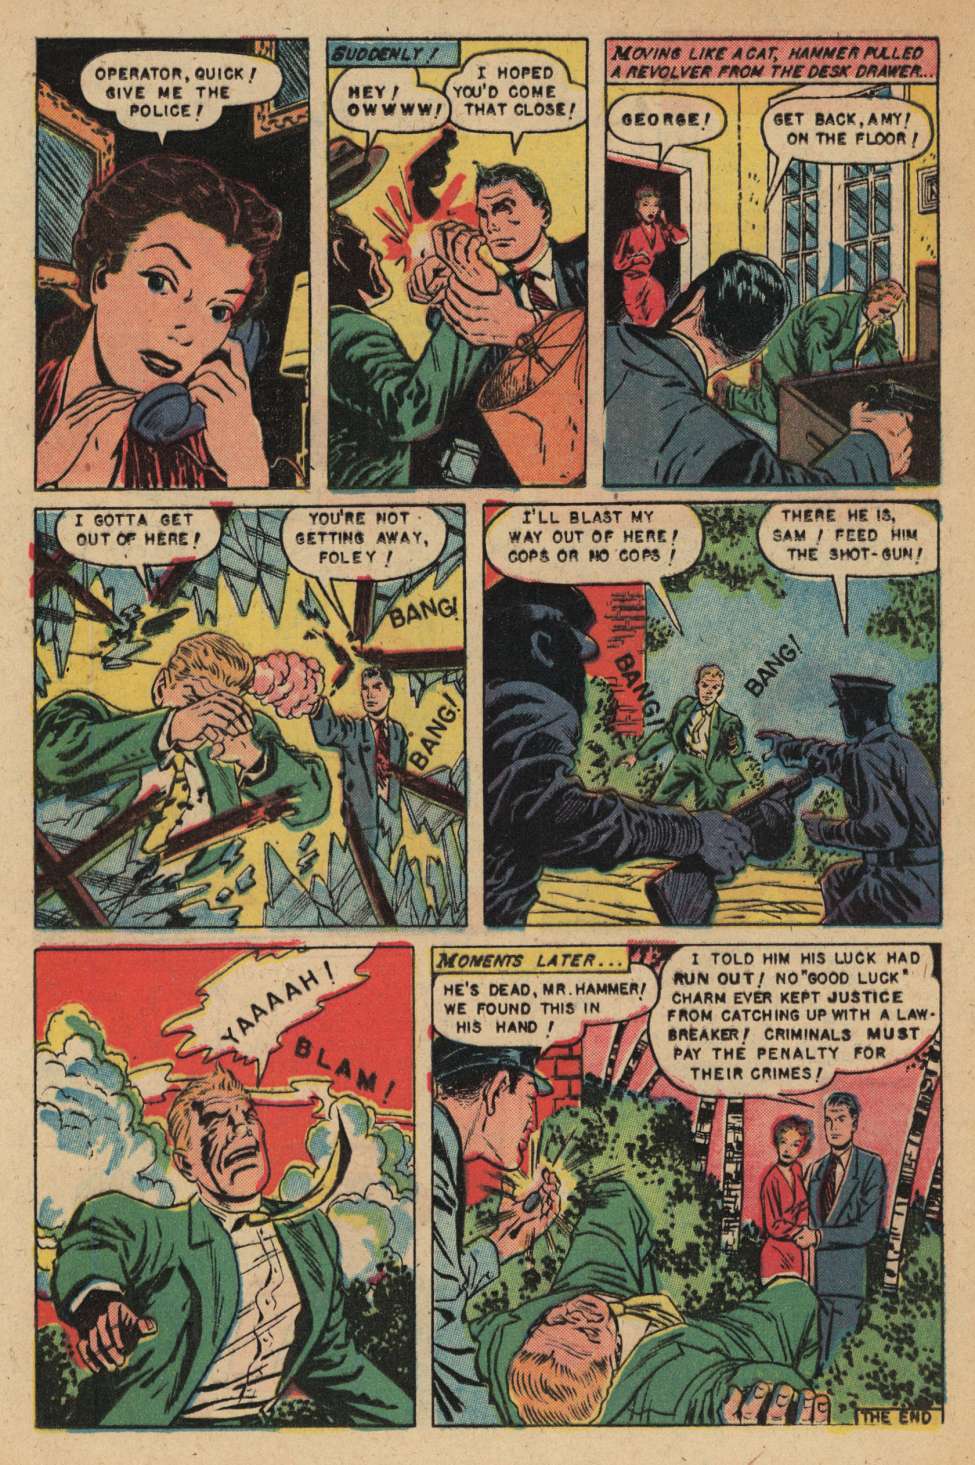 OPERATOR, QUICK!
GIVE ME THE
POLICE!
SUDDENLY!
HEY!
OWWWW!
I HOPED
YOU'D COME
THAT CLOSE!
MOVING LIKE A CAT, HAMMER PULLED
A REVOLVER FROM THE DESK DRAWER...
GEORGE!
GET BACK, AMY!
ON THE FLOOR!
I GOTTA GET
OUT OF HERE!
YOU'RE NOT
GETTING AWAY,
FOLEY!
BANG!
BANG!
I'LL BLAST MY
WAY OUT OF HERE!
COPS OR NO COPS!
THERE HE IS,
SAM! FEED HIM
THE SHOT-GUN!
BANG!
BANG!
YAAAAH!
BLAM!
MOMENTS LATER...
HE'S DEAD, MR. HAMMER!
WE FOUND THIS IN
HIS HAND!
I TOLD HIM HIS LUCK HAD
RUN OUT! NO "GOOD LUCK"
CHARM EVER KEPT JUSTICE
FROM CATCHING UP WITH A LAW-
BREAKER! CRIMINALS MUST
PAY THE PENALTY FOR
THEIR CRIMES!
THE END